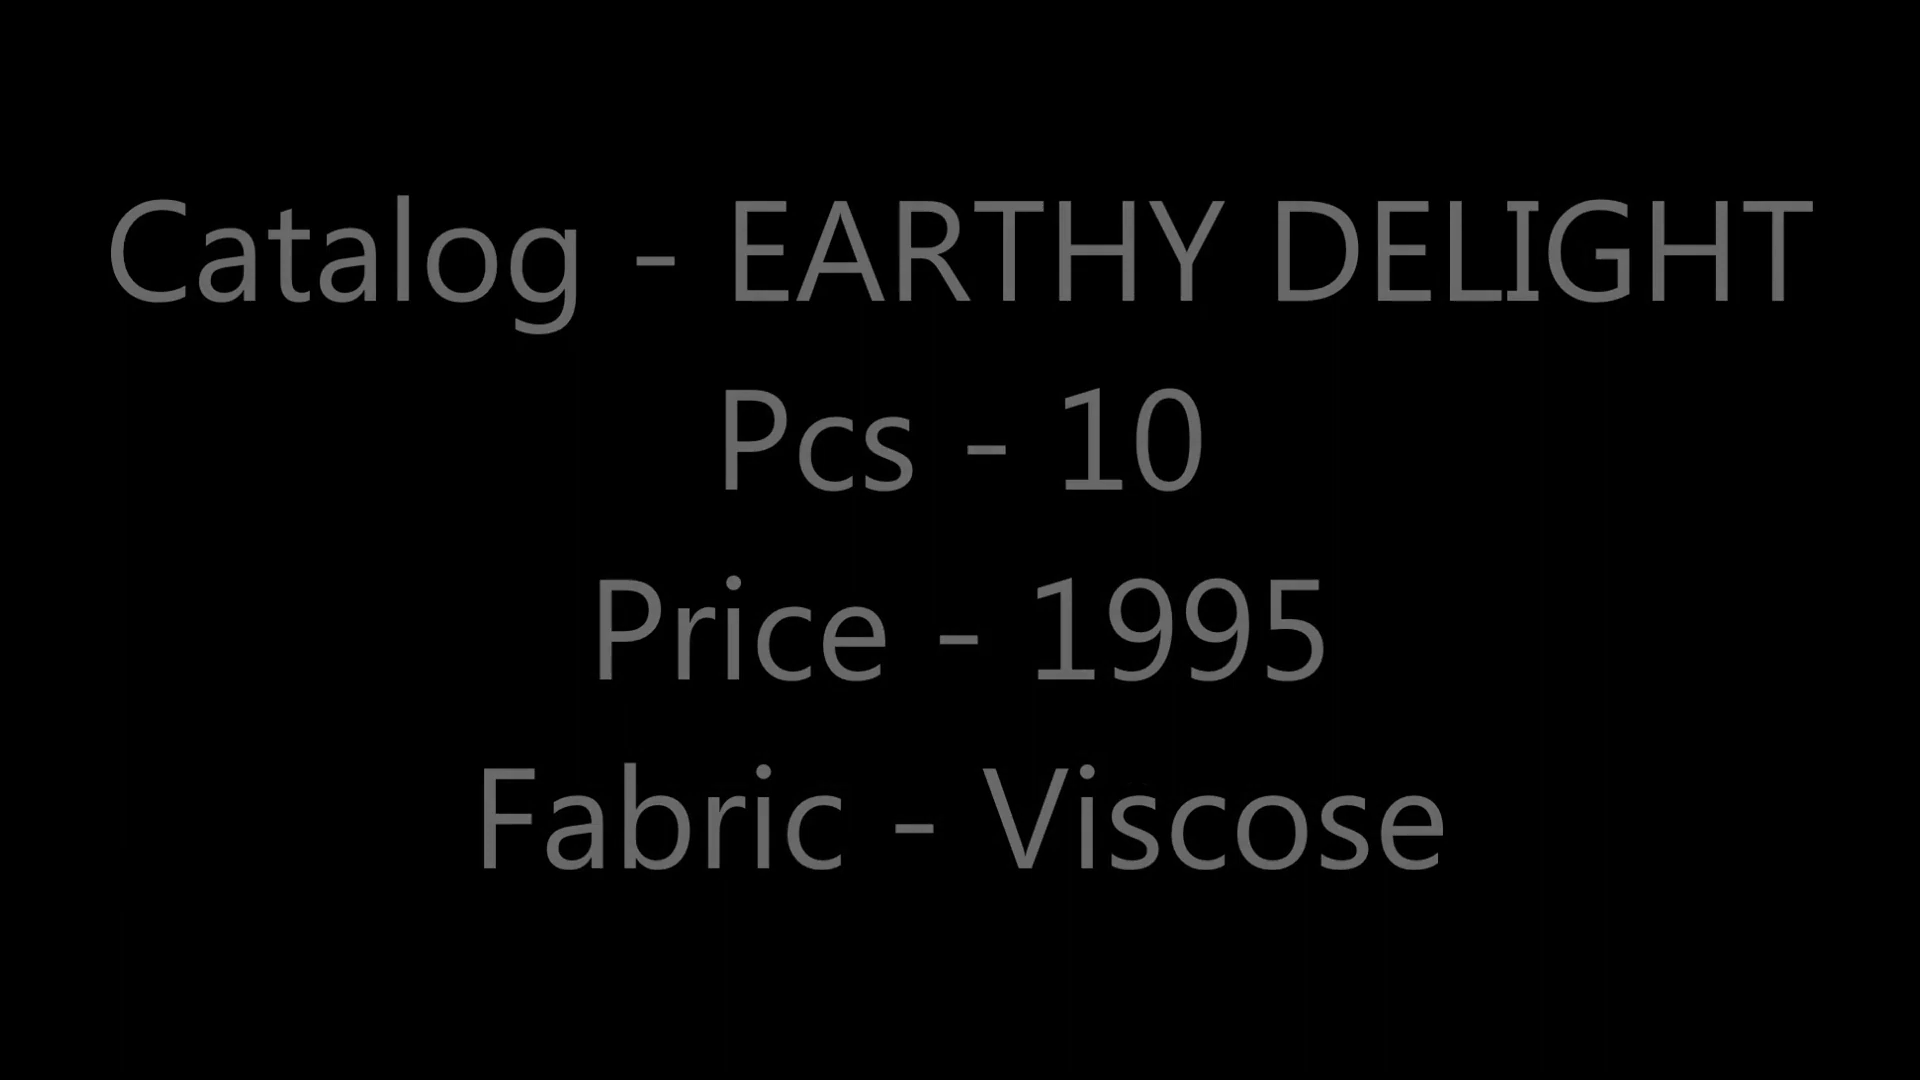 Catalog - EARTHY DELIGHT
Pcs - 10
Price - 1995
Fabric - Viscose